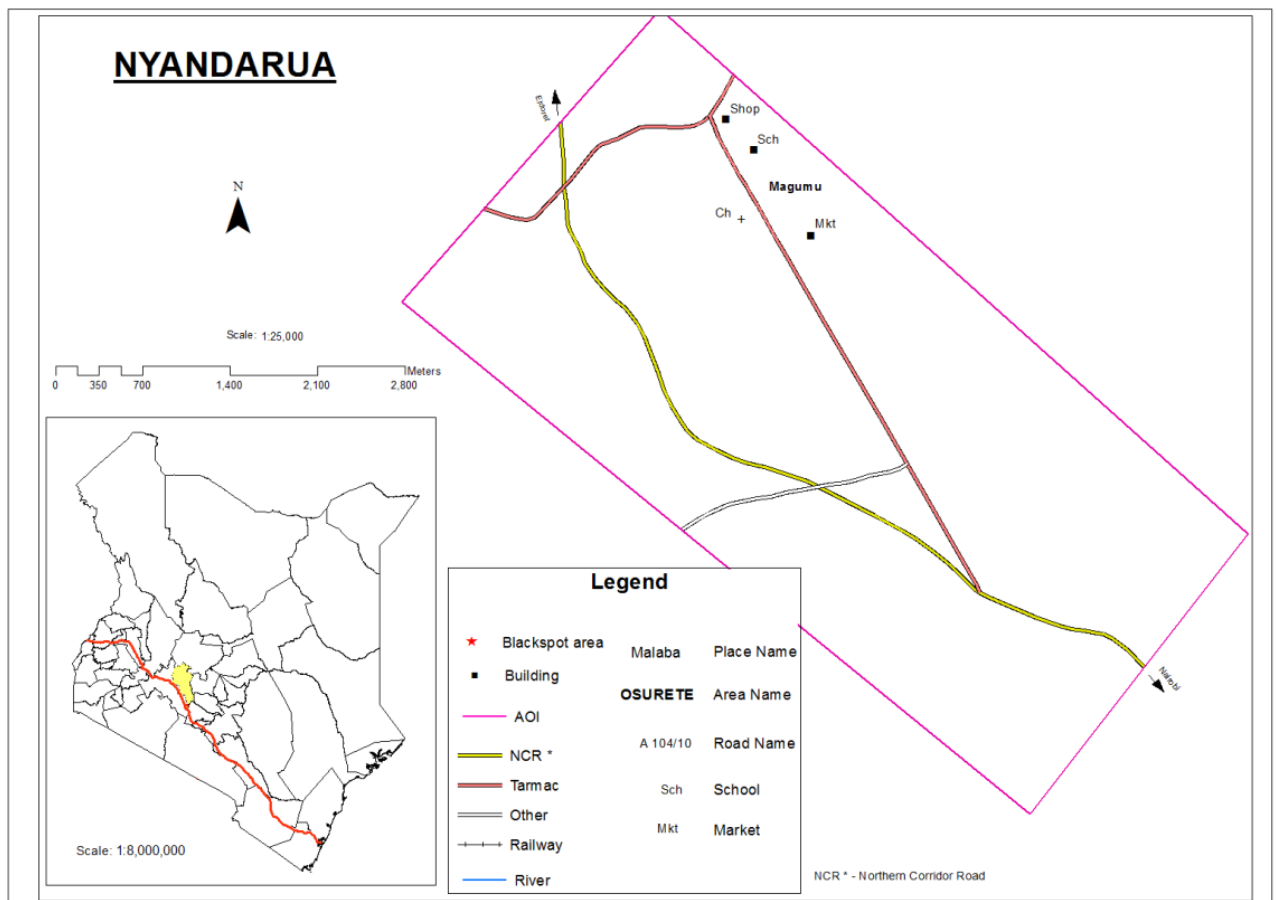 NYANDARUA
N
Scale: 1:25,000
Meters
0 350 700 1,400 2,100 2,800
Shop
Sch
Magumu
Ch
Mkt
Nairobi
Scale: 1:8,000,000
Legend
Blackspot area
Building
AOI
NCR *
Tarmac
Other
Railway
River
Malaba Place Name
OSURETE Area Name
A 104/10 Road Name
Sch School
Mkt Market
NCR * - Northern Corridor Road